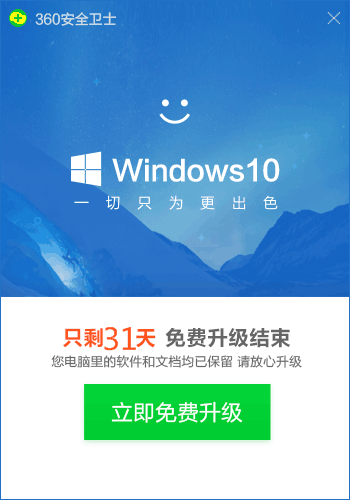 360安全卫士
Windows10
一切只为更出色
只剩31天 免费升级结束
您电脑里的软件和文档均已保留 请放心升级
立即免费升级